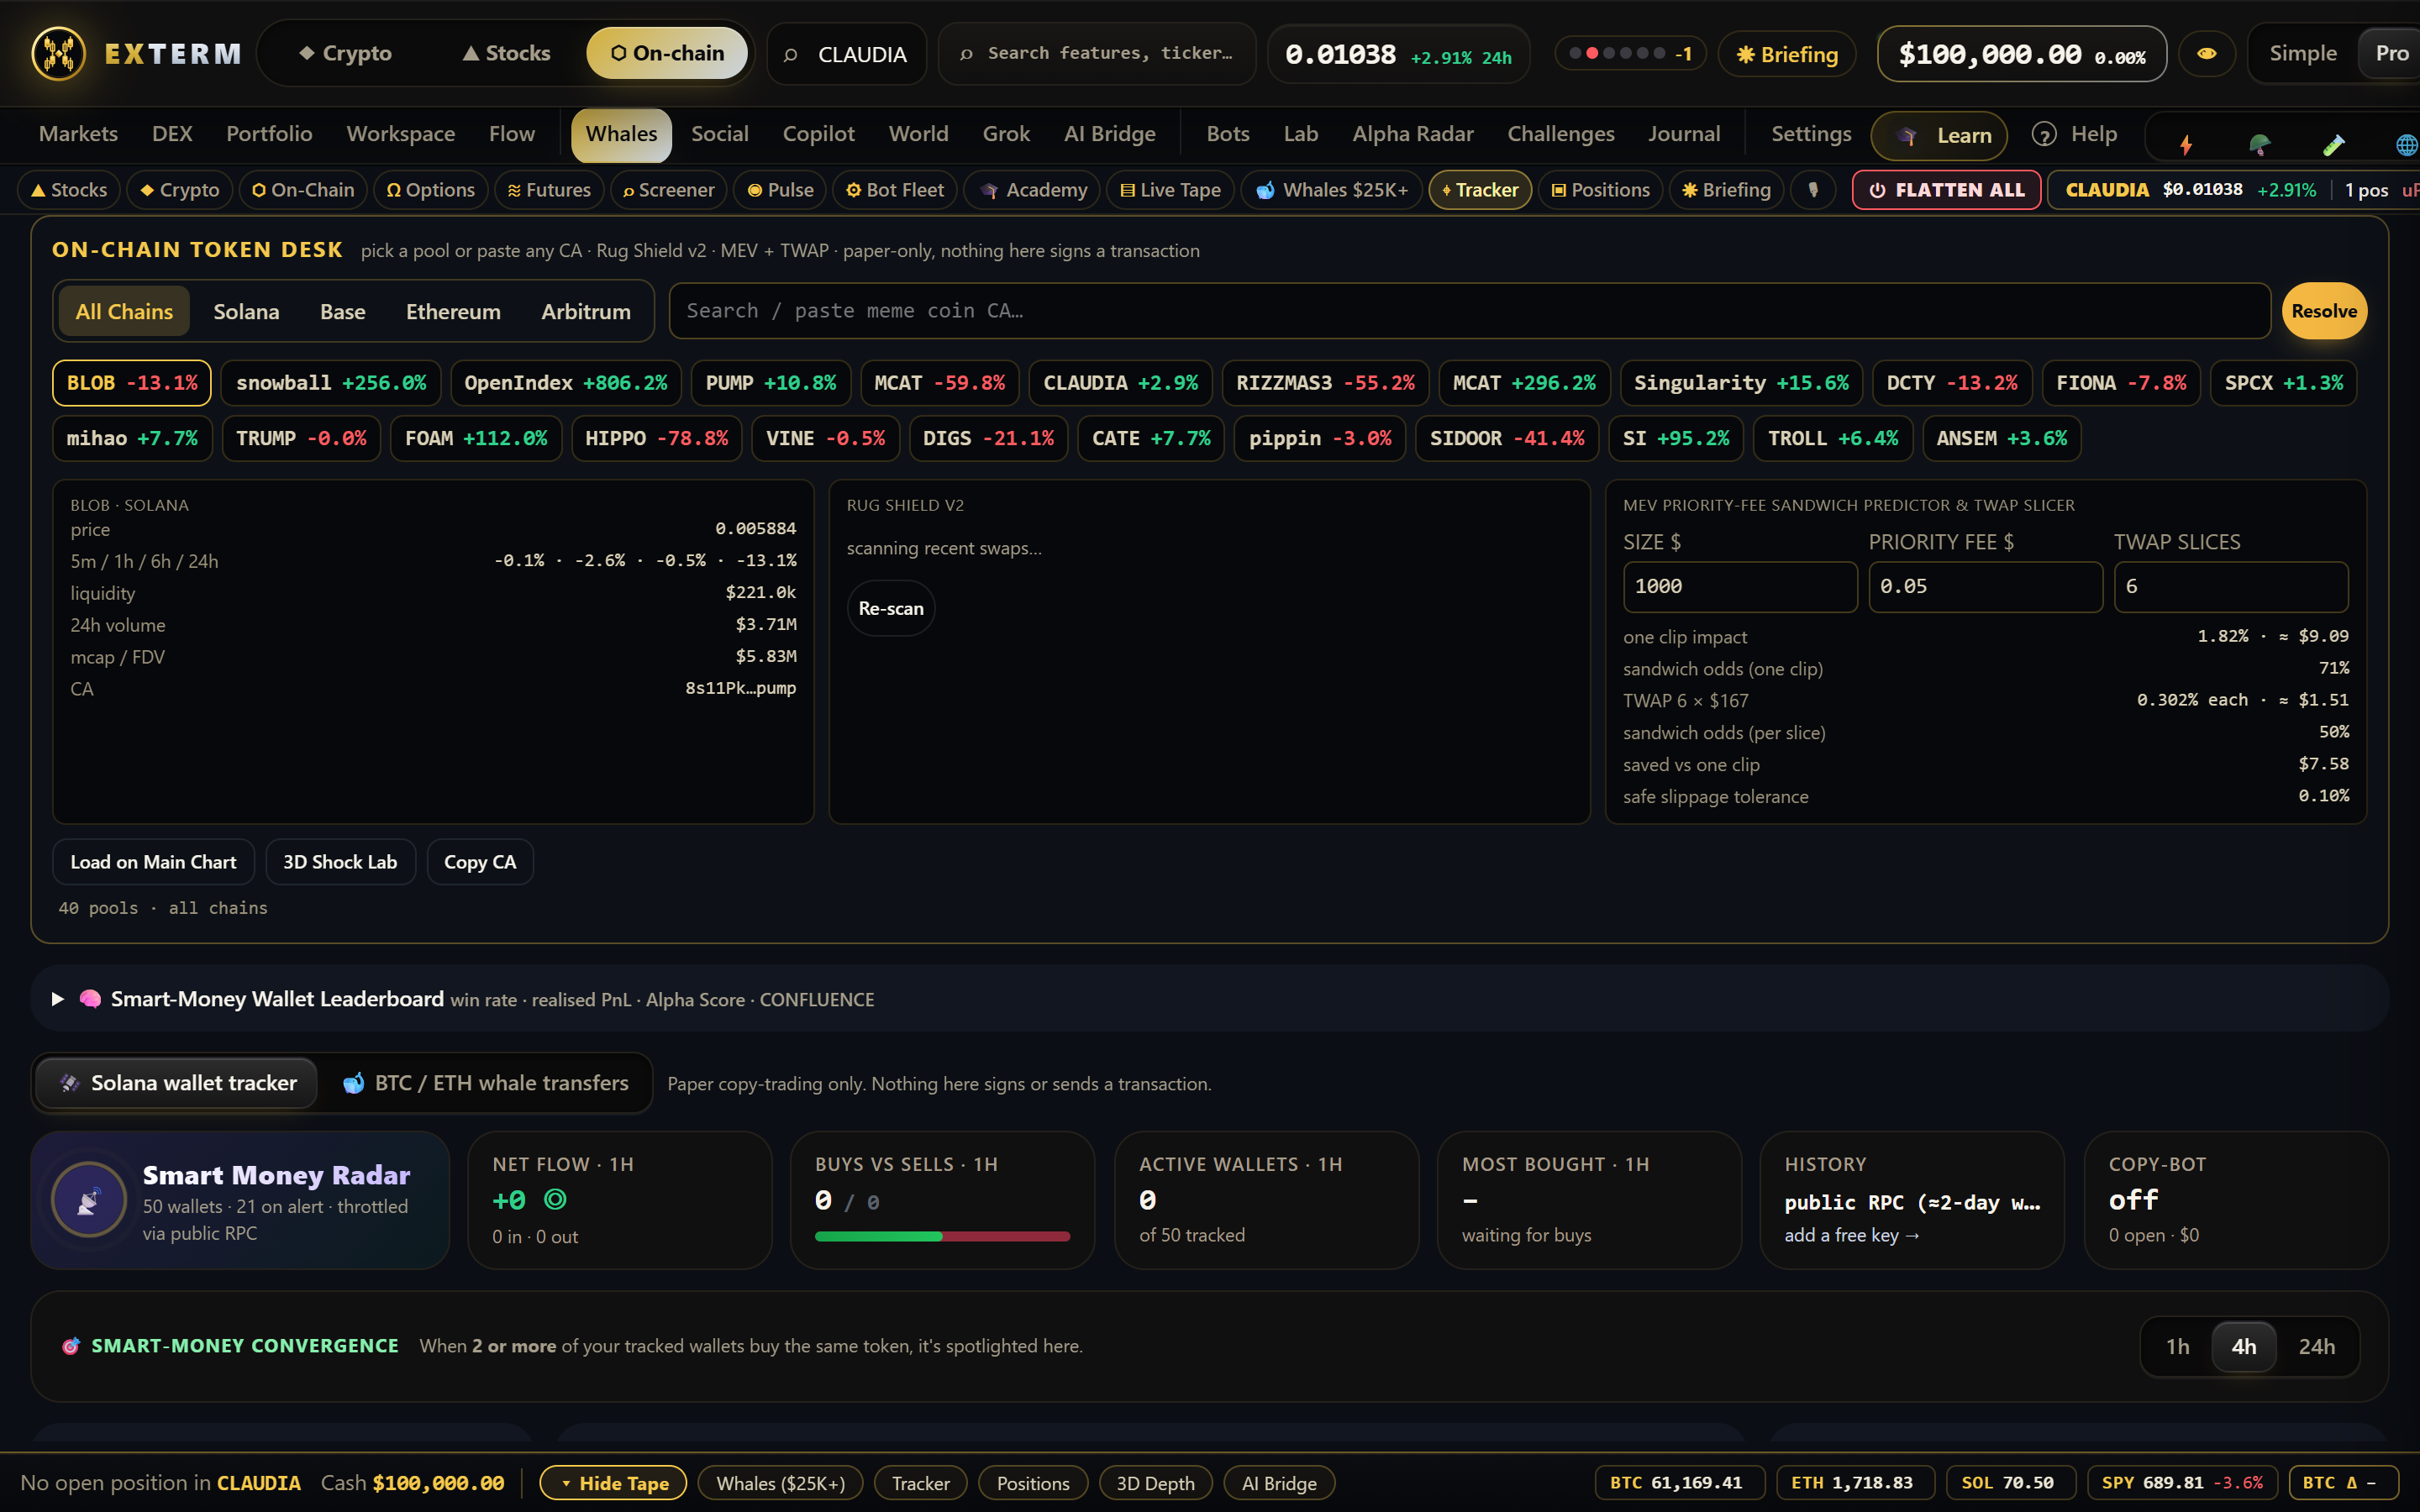 EXTERM
Crypto
Stocks
On-chain
CLAUDIA
Search features, ticker…
0.01038 +2.91% 24h
-1
Briefing
$100,000.00 0.00%
Simple
Pro
Markets
DEX
Portfolio
Workspace
Flow
Whales
Social
Copilot
World
Grok
AI Bridge
Bots
Lab
Alpha Radar
Challenges
Journal
Settings
Learn
? Help
Stocks
Crypto
On-Chain
Options
Futures
Screener
Pulse
Bot Fleet
Academy
Live Tape
Whales $25K+
Tracker
Positions
Briefing
FLATTEN ALL
CLAUDIA $0.01038 +2.91% 1 pos
ON-CHAIN TOKEN DESK pick a pool or paste any CA · Rug Shield v2 · MEV + TWAP · paper-only, nothing here signs a transaction
All Chains
Solana
Base
Ethereum
Arbitrum
Search / paste meme coin CA…
Resolve
BLOB -13.1%
snowball +256.0%
OpenIndex +806.2%
PUMP +10.8%
MCAT -59.8%
CLAUDIA +2.9%
RIZZMAS3 -55.2%
MCAT +296.2%
Singularity +15.6%
DCTY -13.2%
FIONA -7.8%
SPCX +1.3%
mihao +7.7%
TRUMP -0.0%
FOAM +112.0%
HIPPO -78.8%
VINE -0.5%
DIGS -21.1%
CATE +7.7%
pippin -3.0%
SIDOOR -41.4%
SI +95.2%
TROLL +6.4%
ANSEM +3.6%
BLOB · SOLANA
price 0.005884
5m / 1h / 6h / 24h -0.1% · -2.6% · -0.5% · -13.1%
liquidity $221.0k
24h volume $3.71M
mcap / FDV $5.83M
CA 8s11Pk…pump
RUG SHIELD V2
scanning recent swaps…
Re-scan
MEV PRIORITY-FEE SANDWICH PREDICTOR & TWAP SLICER
SIZE $ PRIORITY FEE $ TWAP SLICES
1000 0.05 6
one clip impact 1.82% · ≈ $9.09
sandwich odds (one clip) 71%
TWAP 6 × $167 0.302% each · ≈ $1.51
sandwich odds (per slice) 50%
saved vs one clip $7.58
safe slippage tolerance 0.10%
Load on Main Chart
3D Shock Lab
Copy CA
40 pools · all chains
Smart-Money Wallet Leaderboard win rate · realised PnL · Alpha Score · CONFLUENCE
Solana wallet tracker
BTC / ETH whale transfers
Paper copy-trading only. Nothing here signs or sends a transaction.
Smart Money Radar
50 wallets · 21 on alert · throttled
via public RPC
NET FLOW · 1H
+0
0 in · 0 out
BUYS VS SELLS · 1H
0 / 0
ACTIVE WALLETS · 1H
0
of 50 tracked
MOST BOUGHT · 1H
–
waiting for buys
HISTORY
public RPC (≈2-day w…
add a free key →
COPY-BOT
off
0 open · $0
SMART-MONEY CONVERGENCE When 2 or more of your tracked wallets buy the same token, it's spotlighted here.
1h
4h
24h
No open position in CLAUDIA Cash $100,000.00
Hide Tape
Whales ($25K+)
Tracker
Positions
3D Depth
AI Bridge
BTC 61,169.41
ETH 1,718.83
SOL 70.50
SPY 689.81 -3.6%
BTC Δ –